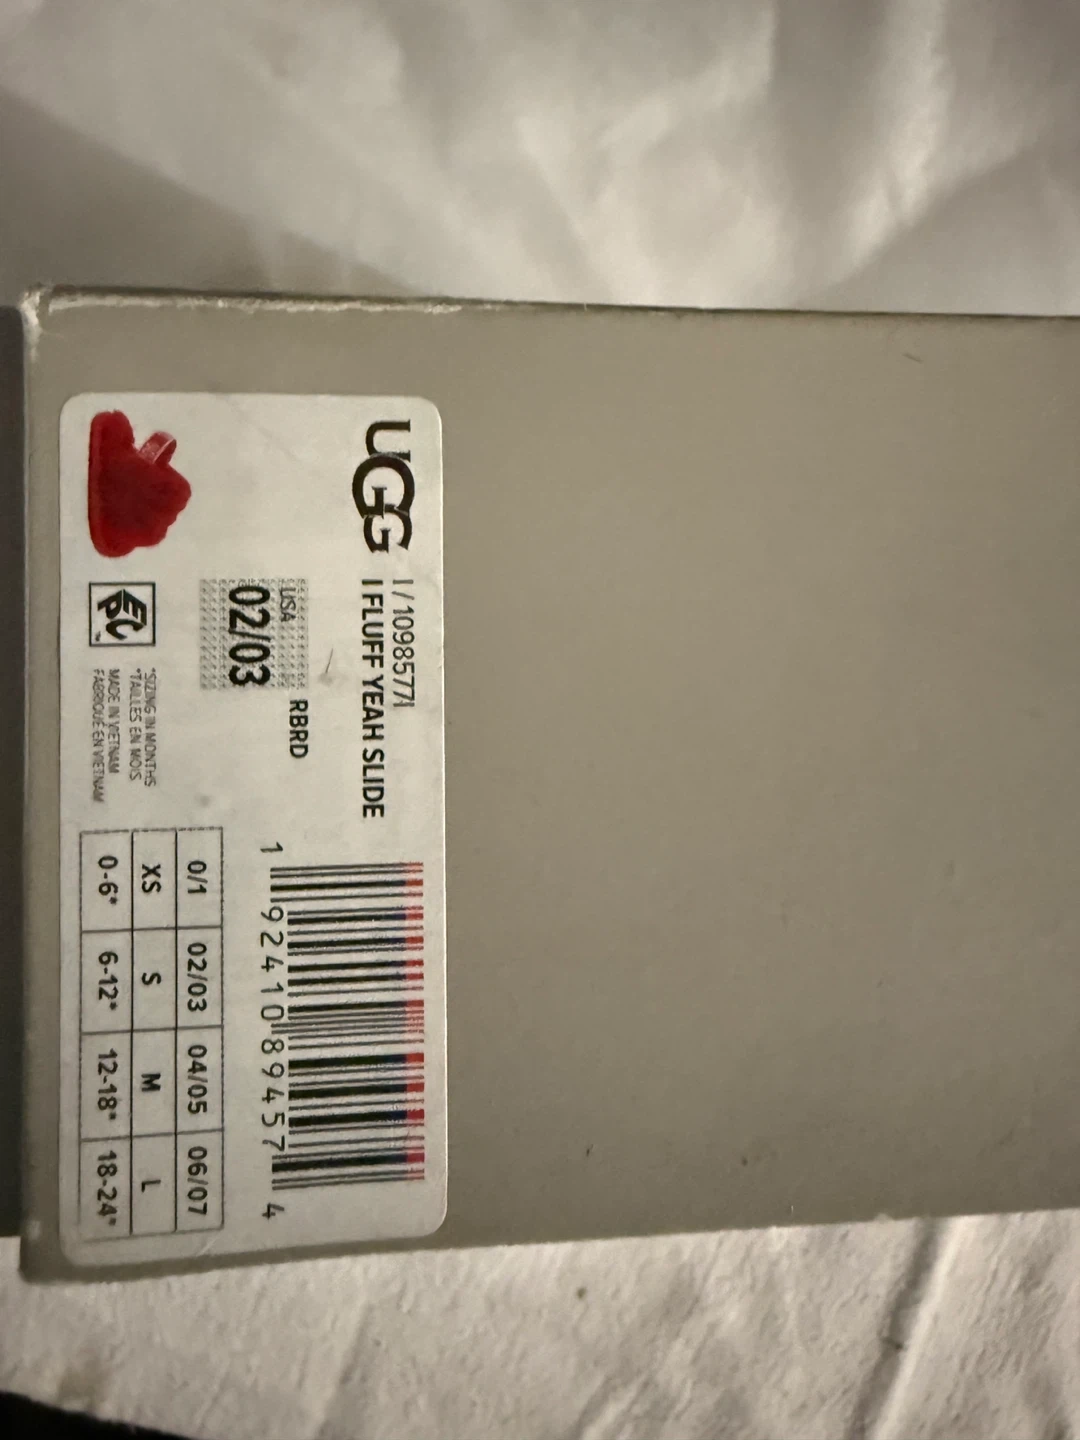 UGG
I / 1098577I
I FLUFF YEAH SLIDE
USA
RBRD
02/03
1 92410 89457 4
EC
*SIZING IN MONTHS
*TAILLES EN MOIS
MADE IN VIETNAM
FABRIQUÉ EN VIETNAM
0/1 02/03 04/05 06/07
XS S M L
0-6* 6-12* 12-18* 18-24*